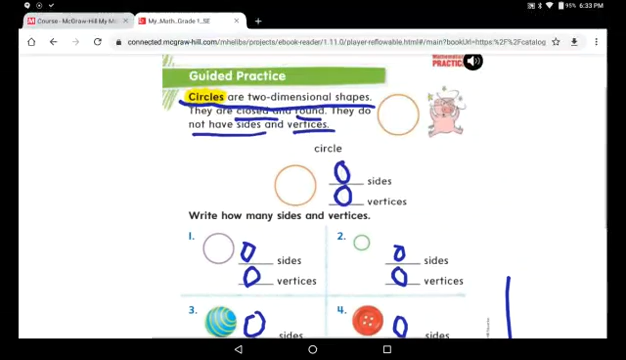 95% 6:33 PM
Course - McGraw-Hill My M
My_Math_Grade 1_SE
connected.mcgraw-hill.com/mhelibs/projects/ebook-reader/1.11.0/player-reflowable.html#/main?bookUrl=https:%2F%2Fcatalog
Mathematical
PRACTICE
Guided Practice
Circles are two-dimensional shapes.
They are closed and round. They do
not have sides and vertices.
circle
0 sides
0 vertices
Write how many sides and vertices.
1.
0 sides
0 vertices
2.
0 sides
0 vertices
3.
0 sides
4.
0 sides